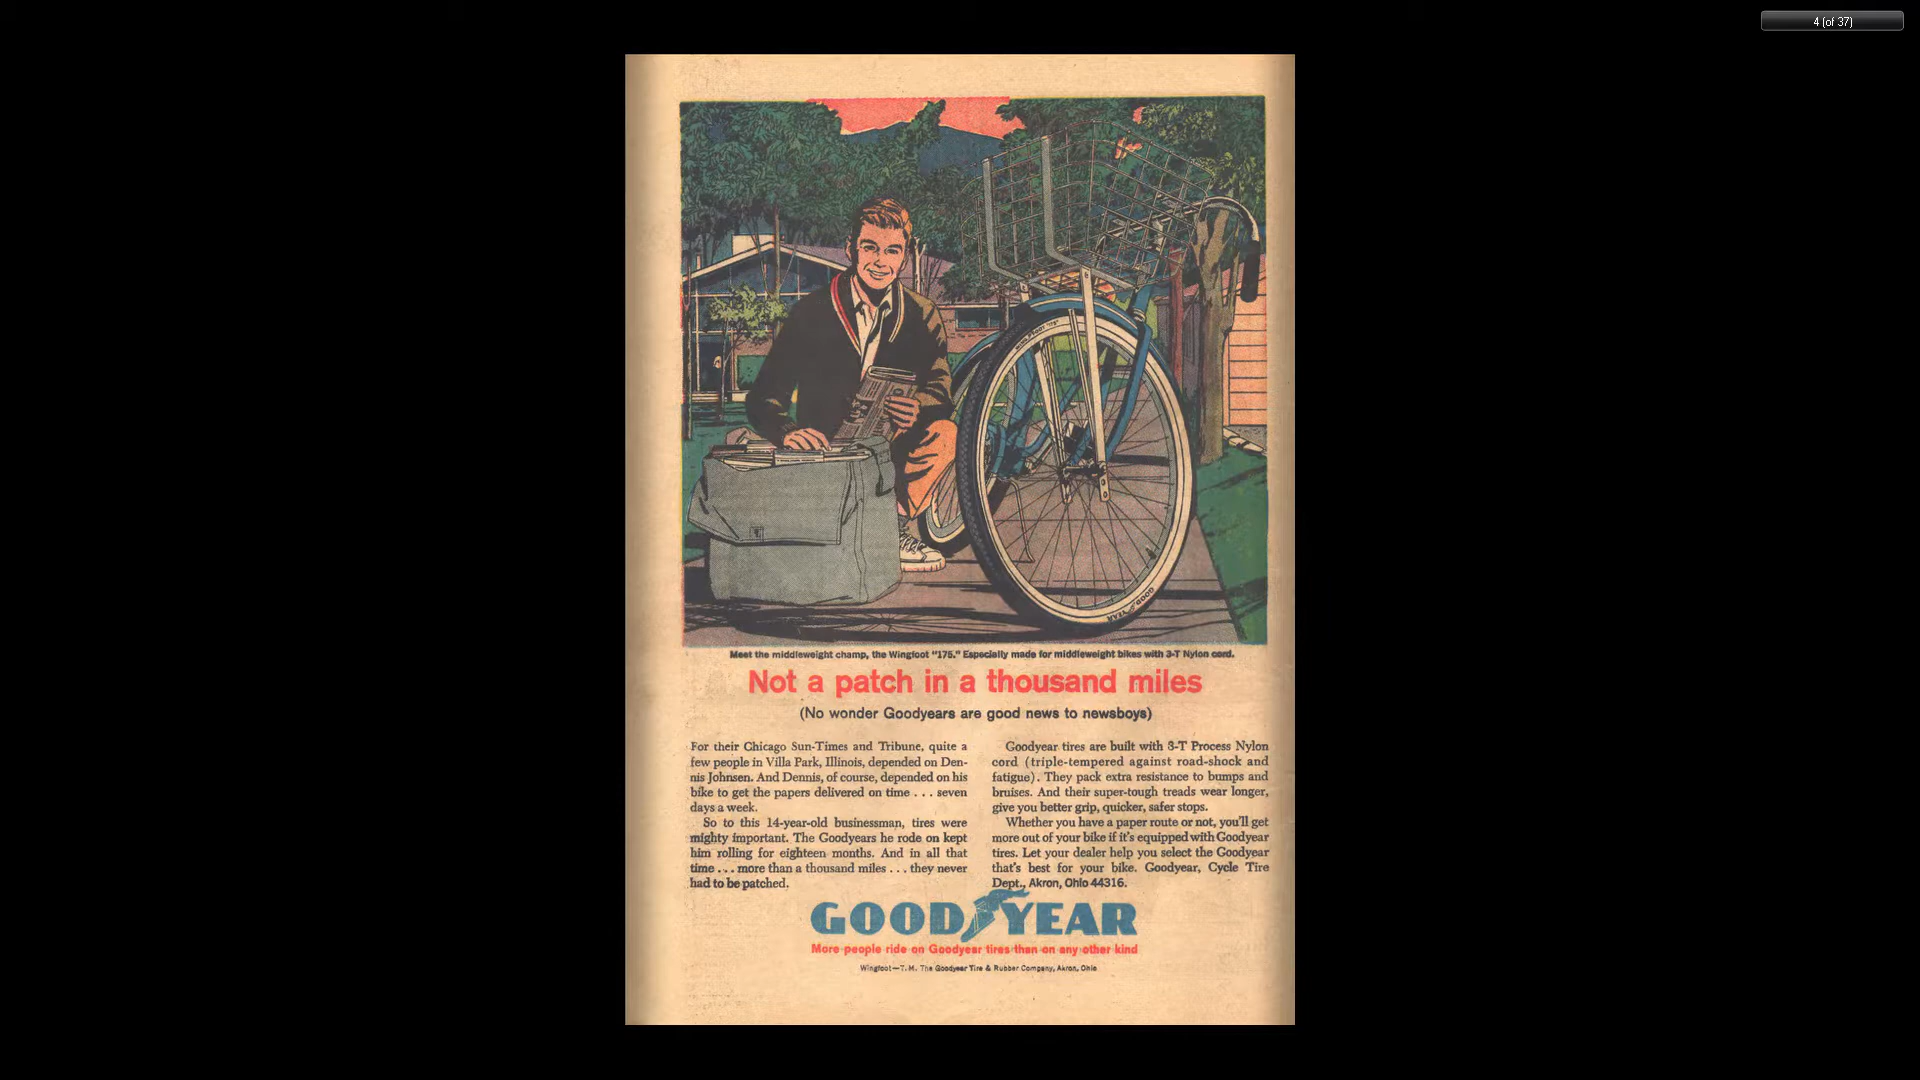 4 (of 37)
WINGFOOT "175"
GOODYEAR
Meet the middleweight champ, the Wingfoot "175." Especially made for middleweight bikes with 3-T Nylon cord.
Not a patch in a thousand miles
(No wonder Goodyears are good news to newsboys)
For their Chicago Sun-Times and Tribune, quite a
few people in Villa Park, Illinois, depended on Den-
nis Johnsen. And Dennis, of course, depended on his
bike to get the papers delivered on time . . . seven
days a week.
So to this 14-year-old businessman, tires were
mighty important. The Goodyears he rode on kept
him rolling for eighteen months. And in all that
time . . . more than a thousand miles . . . they never
had to be patched.
Goodyear tires are built with 3-T Process Nylon
cord (triple-tempered against road-shock and
fatigue). They pack extra resistance to bumps and
bruises. And their super-tough treads wear longer,
give you better grip, quicker, safer stops.
Whether you have a paper route or not, you'll get
more out of your bike if it's equipped with Goodyear
tires. Let your dealer help you select the Goodyear
that's best for your bike. Goodyear, Cycle Tire
Dept., Akron, Ohio 44316.
GOODYEAR
More people ride on Goodyear tires than on any other kind
Wingfoot—T.M. The Goodyear Tire & Rubber Company, Akron, Ohio